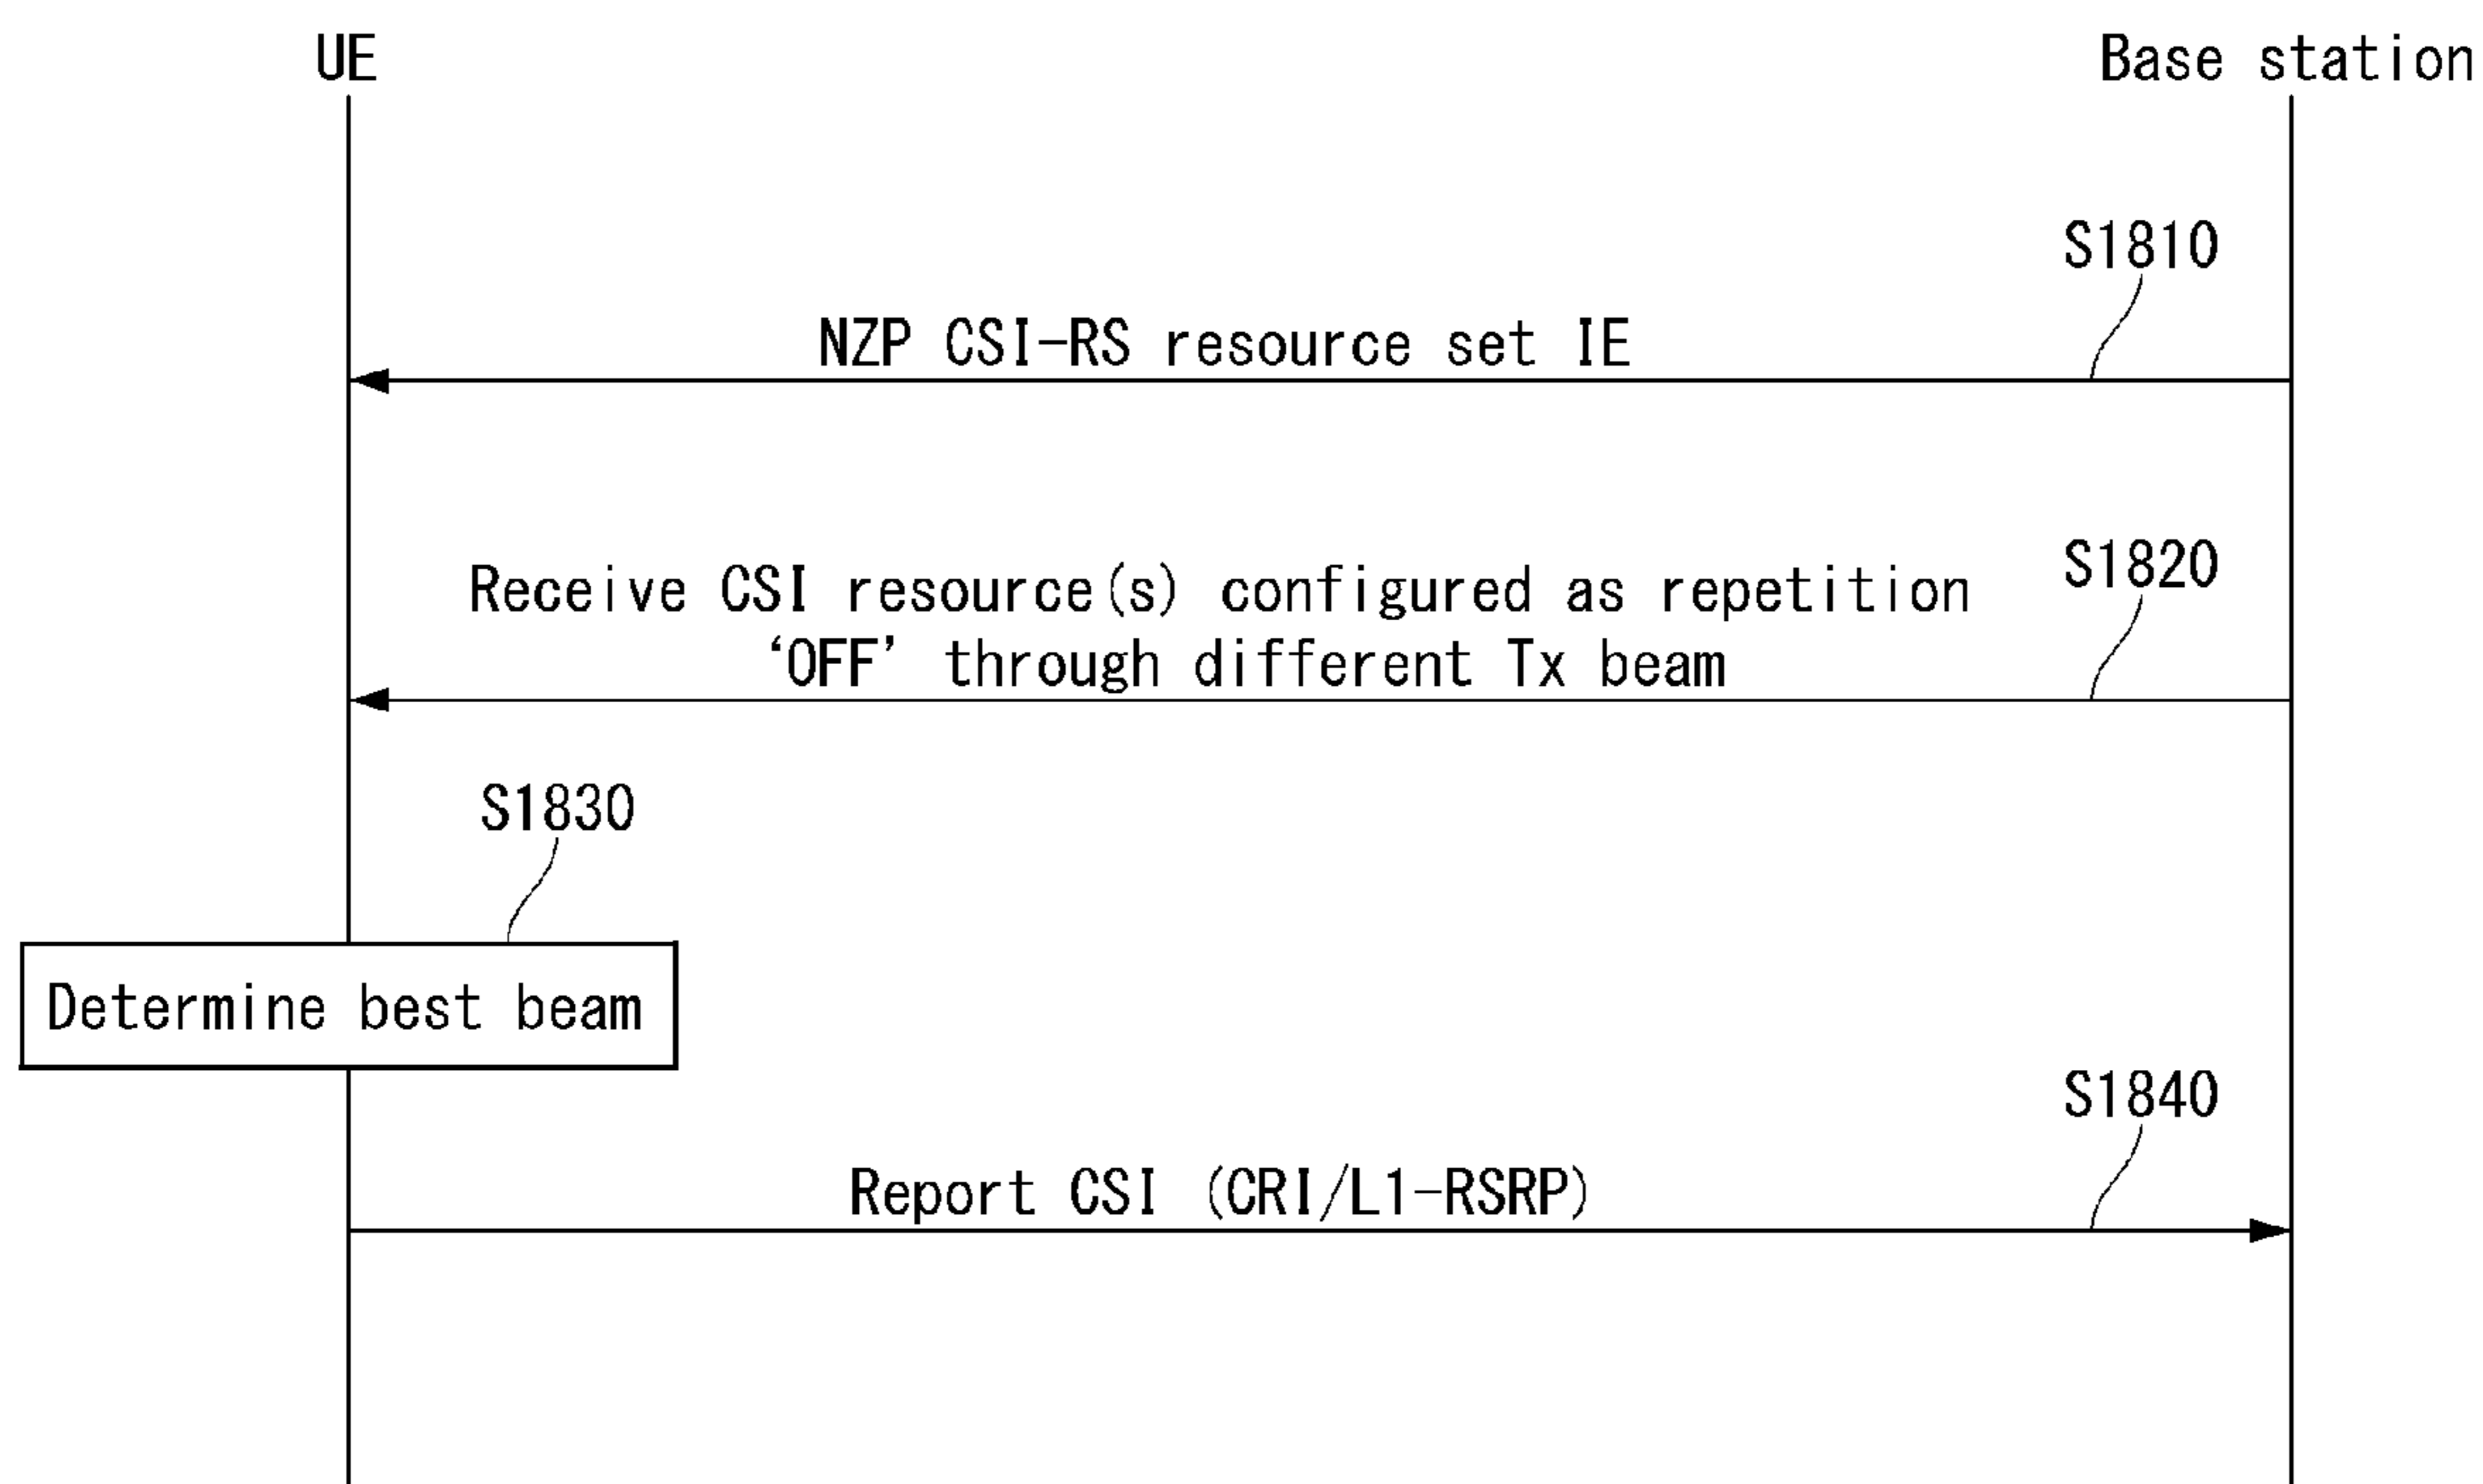 UE
Base station
S1810
NZP CSI-RS resource set IE
S1820
Receive CSI resource(s) configured as repetition
‘OFF’ through different Tx beam
S1830
Determine best beam
S1840
Report CSI (CRI/L1-RSRP)